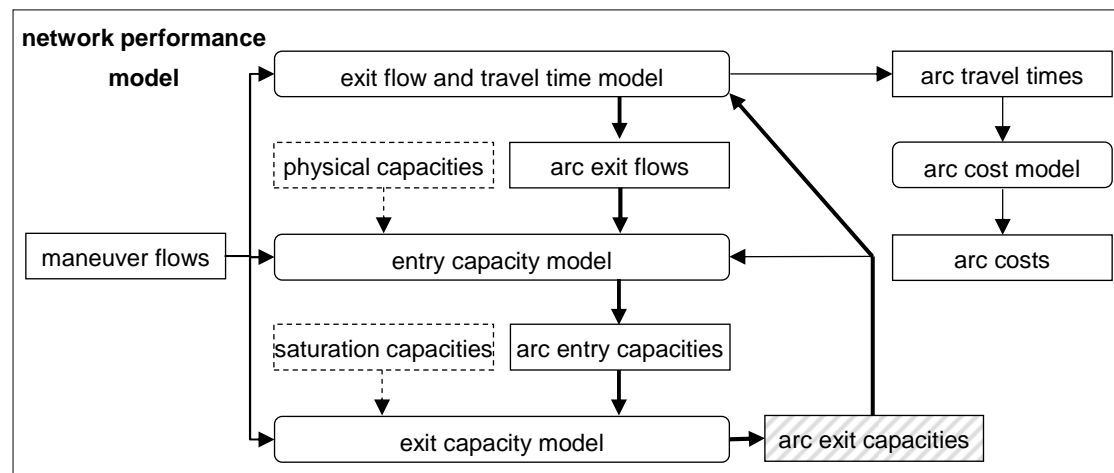 network performance
model
exit flow and travel time model
arc travel times
physical capacities
arc exit flows
arc cost model
maneuver flows
entry capacity model
arc costs
saturation capacities
arc entry capacities
exit capacity model
arc exit capacities